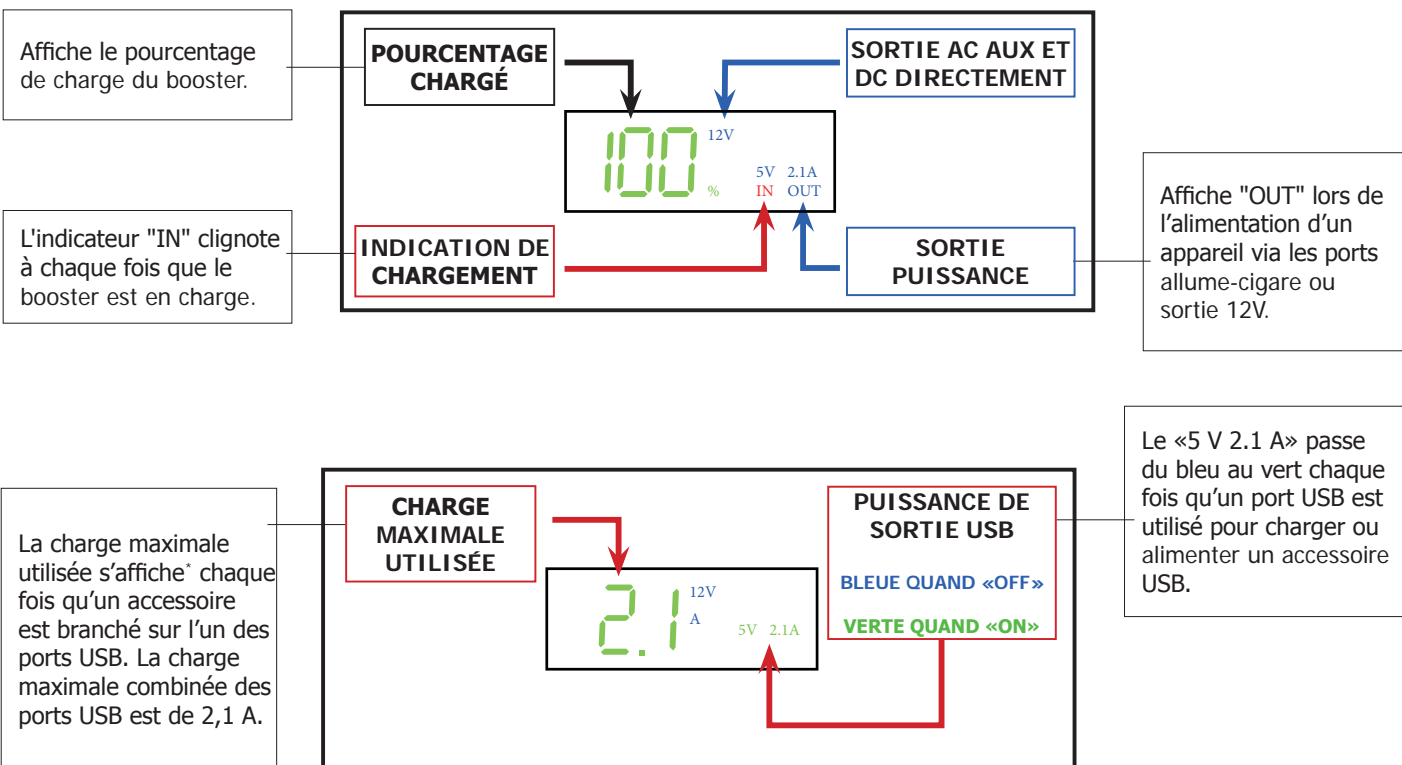 Affiche le pourcentage
de charge du booster.
POURCENTAGE
CHARGÉ
SORTIE AC AUX ET
DC DIRECTEMENT
100
%
12V
5V 2.1A
IN OUT
L'indicateur "IN" clignote
à chaque fois que le
booster est en charge.
INDICATION DE
CHARGEMENT
SORTIE
PUISSANCE
Affiche "OUT" lors de
l’alimentation d’un
appareil via les ports
allume-cigare ou
sortie 12V.
La charge maximale
utilisée s’affiche* chaque
fois qu’un accessoire
est branché sur l’un des
ports USB. La charge
maximale combinée des
ports USB est de 2,1 A.
CHARGE
MAXIMALE
UTILISÉE
2.1
12V
A
5V 2.1A
PUISSANCE DE
SORTIE USB
BLEUE QUAND «OFF»
VERTE QUAND «ON»
Le «5 V 2.1 A» passe
du bleu au vert chaque
fois qu’un port USB est
utilisé pour charger ou
alimenter un accessoire
USB.